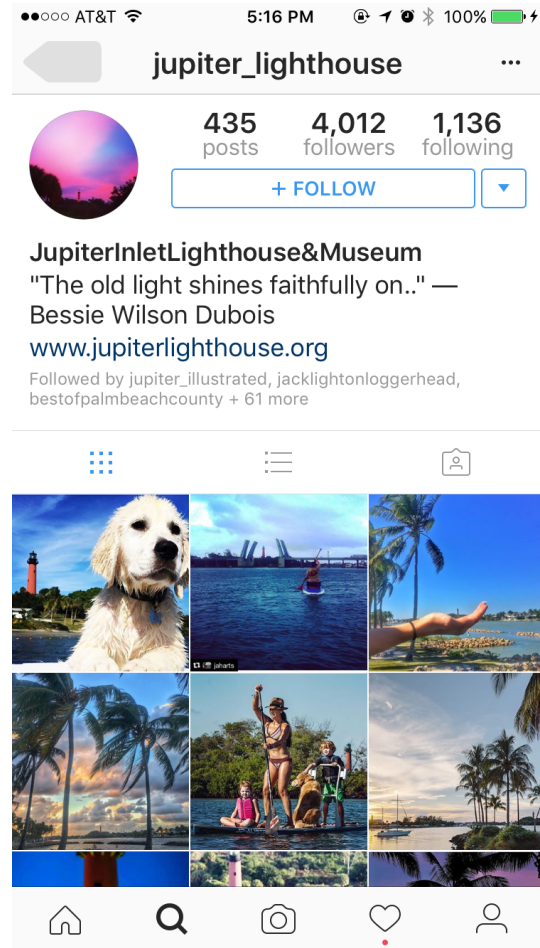 AT&T 5:16 PM 100%
jupiter_lighthouse
435 4,012 1,136
posts followers following
+ FOLLOW
JupiterInletLighthouse&Museum
"The old light shines faithfully on.." —
Bessie Wilson Dubois
www.jupiterlighthouse.org
Followed by jupiter_illustrated, jacklightonloggerhead,
bestofpalmbeachcounty + 61 more
jaharts